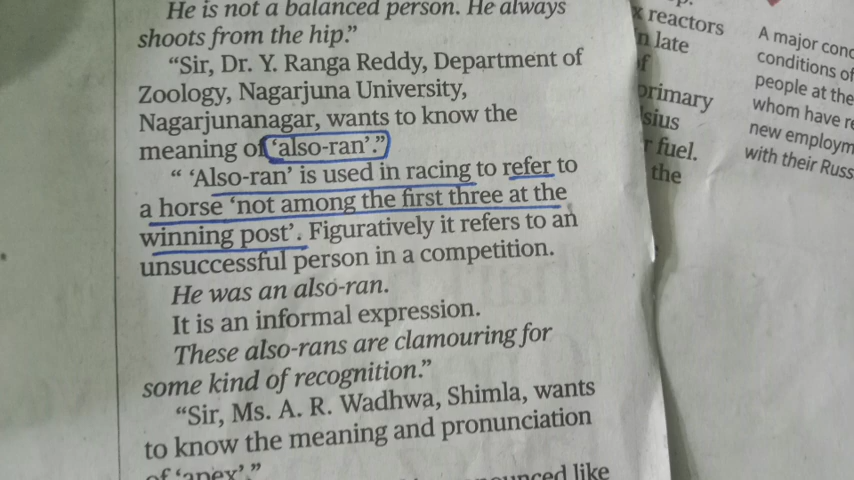 He is not a balanced person. He always
shoots from the hip.”
“Sir, Dr. Y. Ranga Reddy, Department of
Zoology, Nagarjuna University,
Nagarjunanagar, wants to know the
meaning of ‘also-ran’.”
“ ‘Also-ran’ is used in racing to refer to
a horse ‘not among the first three at the
winning post’. Figuratively it refers to an
unsuccessful person in a competition.
He was an also-ran.
It is an informal expression.
These also-rans are clamouring for
some kind of recognition.”
“Sir, Ms. A. R. Wadhwa, Shimla, wants
to know the meaning and pronunciation
of ‘apex’.”
like
x reactors
n late
f
primary
sius
r fuel.
the
A major conc
conditions of
people at the
whom have re
new employm
with their Russ